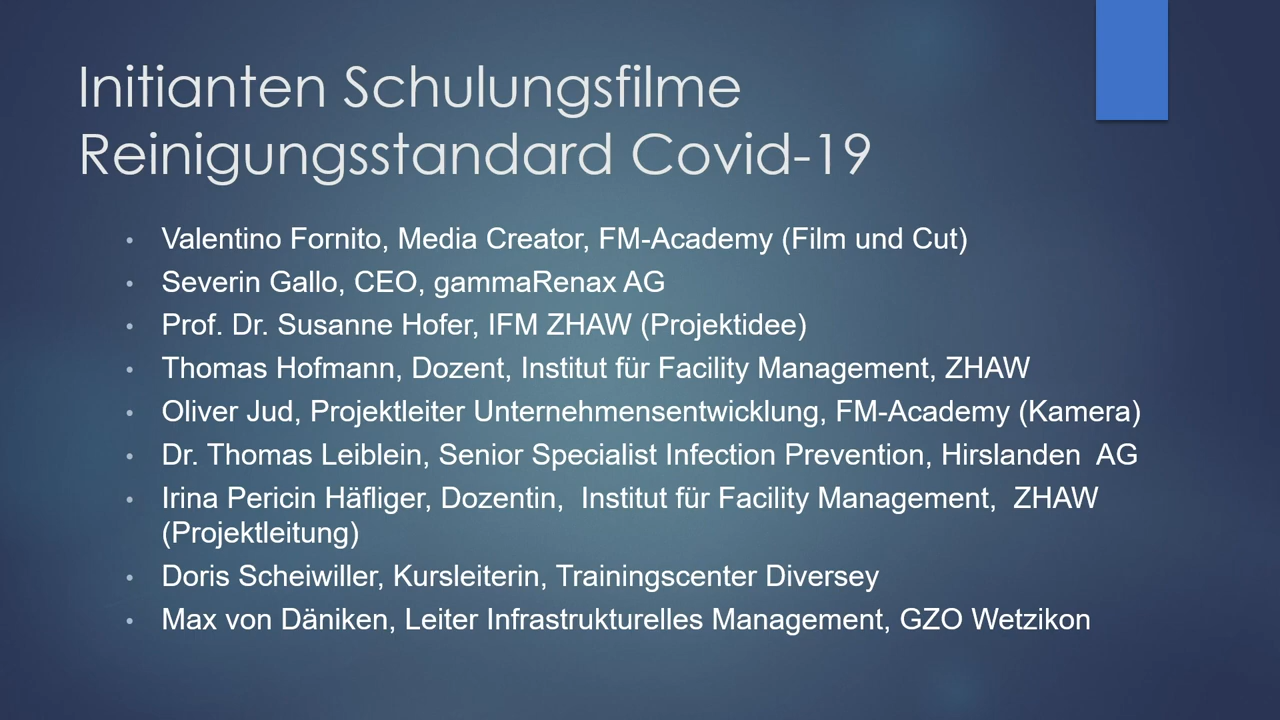 Initianten Schulungsfilme
Reinigungsstandard Covid-19
• Valentino Fornito, Media Creator, FM-Academy (Film und Cut)
• Severin Gallo, CEO, gammaRenax AG
• Prof. Dr. Susanne Hofer, IFM ZHAW (Projektidee)
• Thomas Hofmann, Dozent, Institut für Facility Management, ZHAW
• Oliver Jud, Projektleiter Unternehmensentwicklung, FM-Academy (Kamera)
• Dr. Thomas Leiblein, Senior Specialist Infection Prevention, Hirslanden  AG
• Irina Pericin Häfliger, Dozentin,  Institut für Facility Management,  ZHAW
(Projektleitung)
• Doris Scheiwiller, Kursleiterin, Trainingscenter Diversey
• Max von Däniken, Leiter Infrastrukturelles Management, GZO Wetzikon